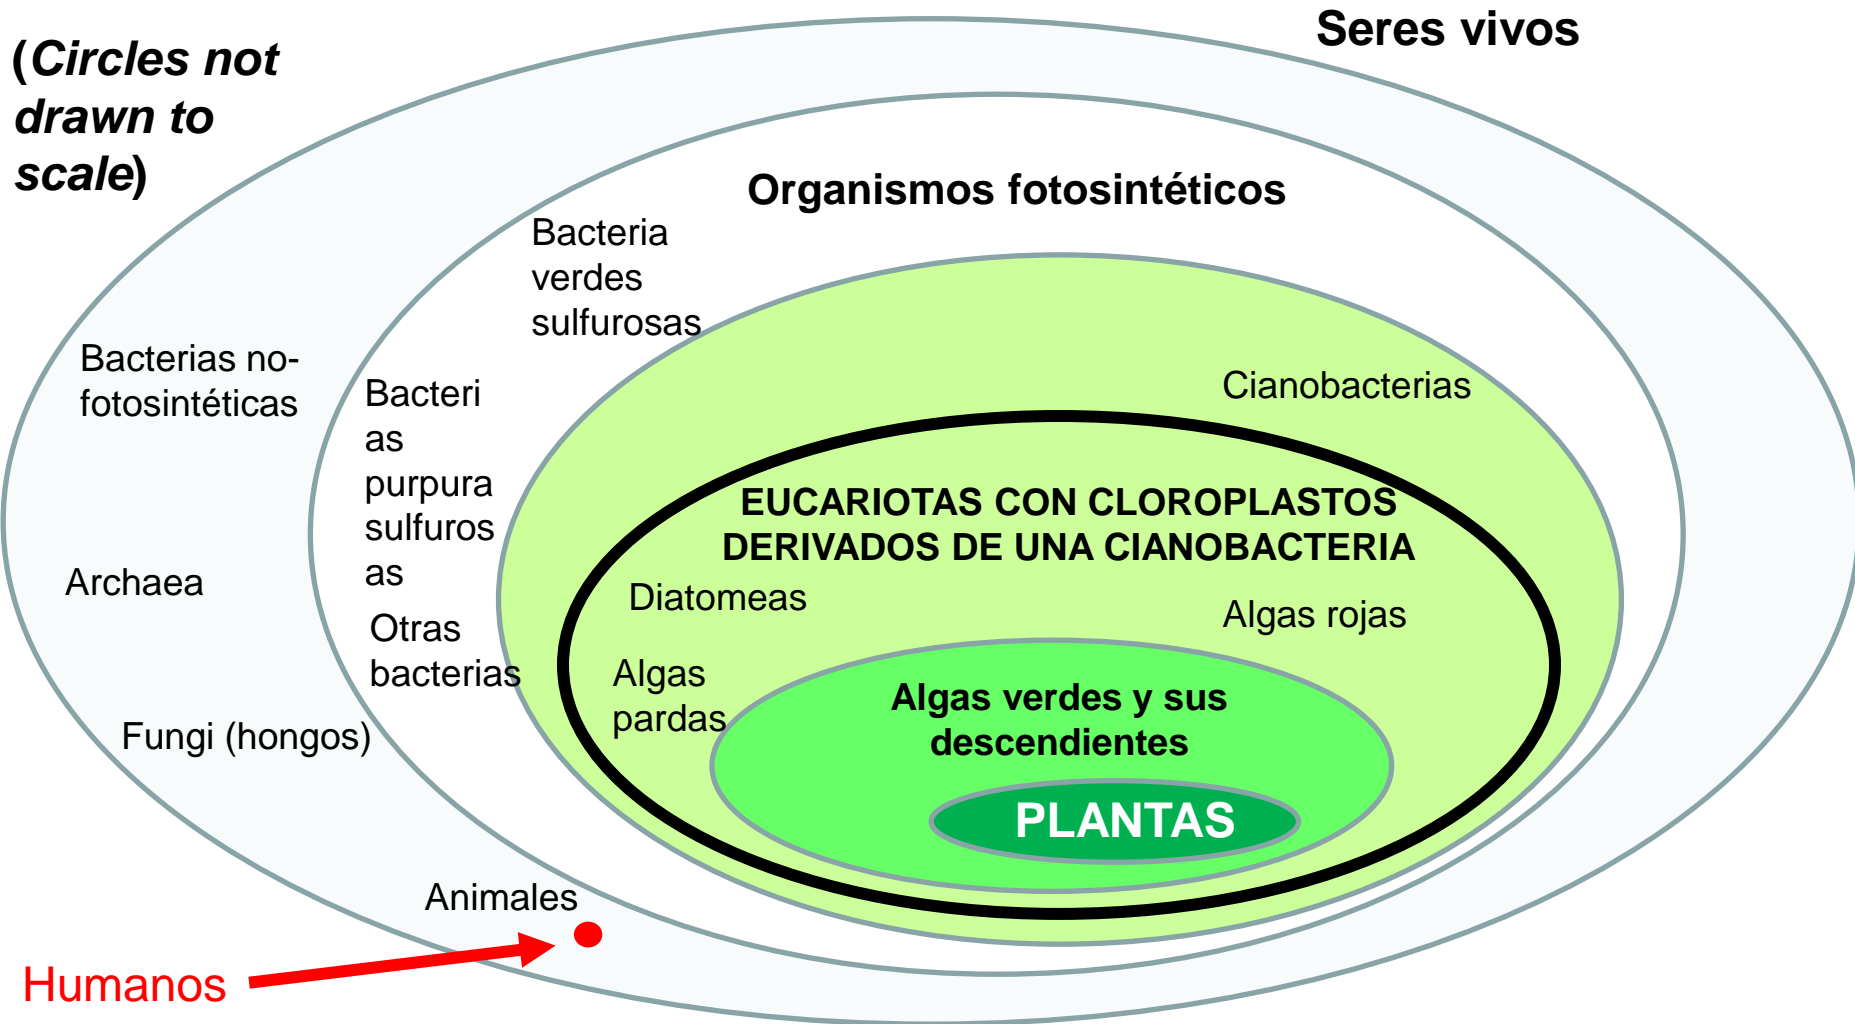 Seres vivos
(Circles not
drawn to
scale)
Organismos fotosintéticos
Bacteria
verdes
sulfurosas
Bacterias no-
fotosintéticas
Bacteri
as
purpura
sulfuros
as
Cianobacterias
EUCARIOTAS CON CLOROPLASTOS
DERIVADOS DE UNA CIANOBACTERIA
Archaea
Diatomeas
Algas rojas
Otras
bacterias
Algas
pardas
Algas verdes y sus
descendientes
Fungi (hongos)
PLANTAS
Animales
Humanos